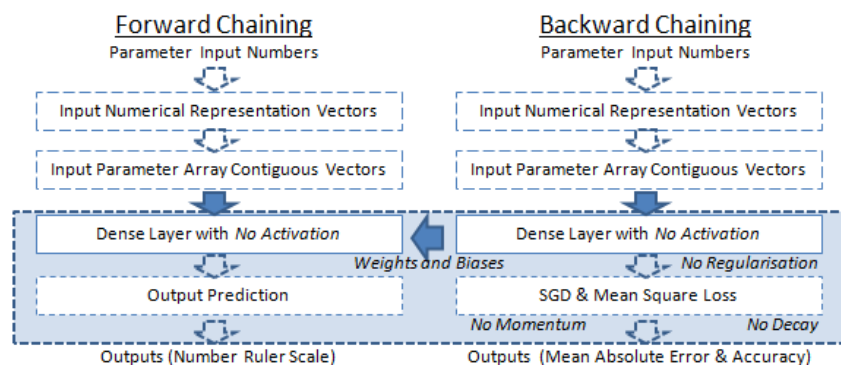 Forward Chaining
Parameter Input Numbers
Input Numerical Representation Vectors
Input Parameter Array Contiguous Vectors
Dense Layer with No Activation
Weights and Biases
Output Prediction
Outputs (Number Ruler Scale)
Backward Chaining
Parameter Input Numbers
Input Numerical Representation Vectors
Input Parameter Array Contiguous Vectors
Dense Layer with No Activation
No Regularisation
SGD & Mean Square Loss
No Momentum
No Decay
Outputs (Mean Absolute Error & Accuracy)